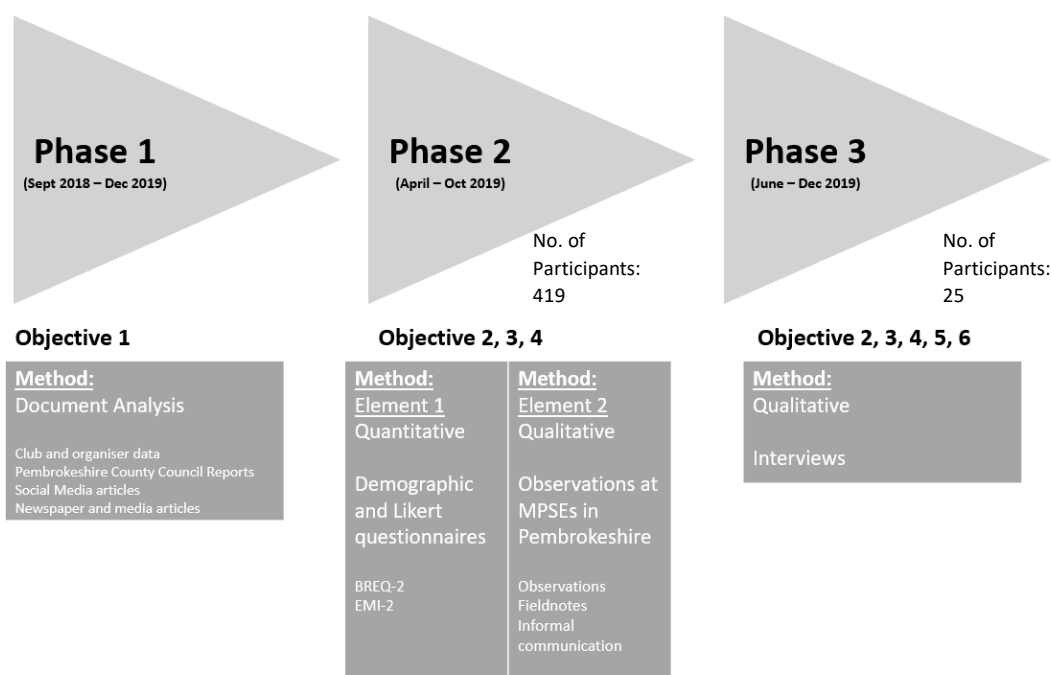 Phase 1
(Sept 2018 – Dec 2019)
Objective 1
Method:
Document Analysis
Club and organiser data
Pembrokeshire County Council Reports
Social Media articles
Newspaper and media articles
Phase 2
(April – Oct 2019)
No. of
Participants:
419
Objective 2, 3, 4
Method:
Element 1
Quantitative
Demographic
and Likert
questionnaires
BREQ-2
EMI-2
Method:
Element 2
Qualitative
Observations at
MPSEs in
Pembrokeshire
Observations
Fieldnotes
Informal
communication
Phase 3
(June – Dec 2019)
No. of
Participants:
25
Objective 2, 3, 4, 5, 6
Method:
Qualitative
Interviews